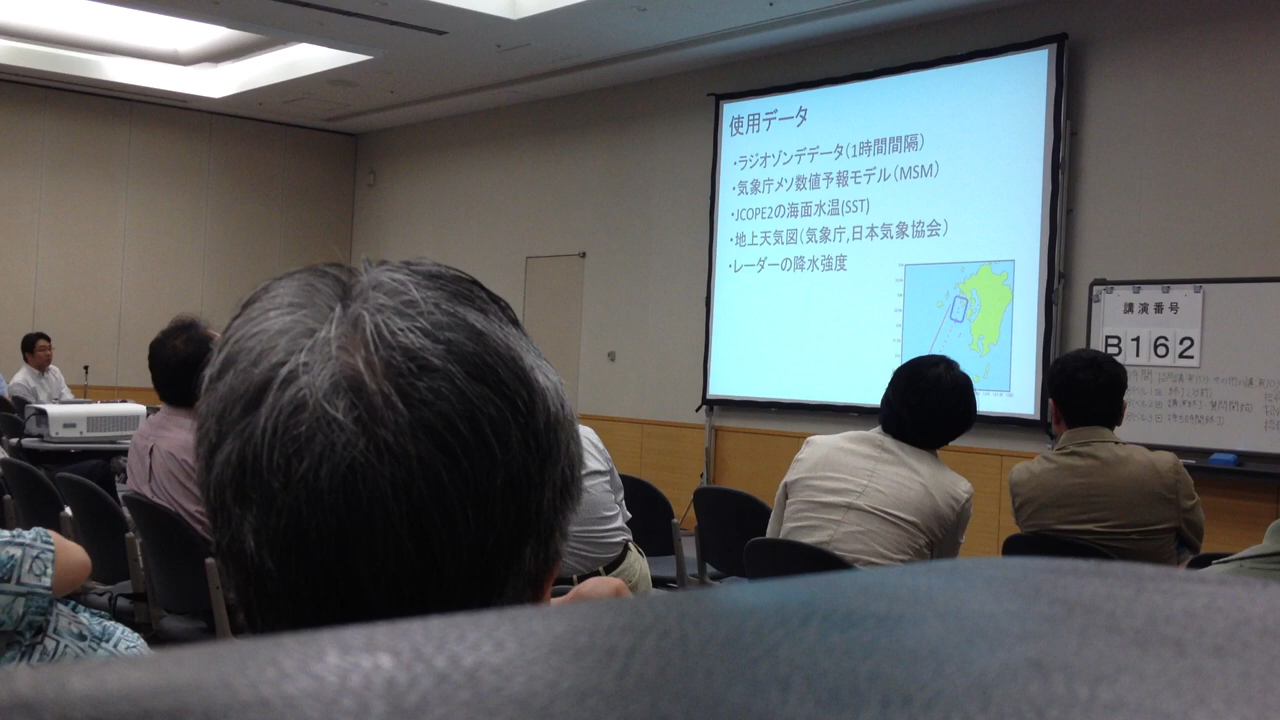 使用データ
・ラジオゾンデデータ(1時間間隔)
・気象庁メソ数値予報モデル(MSM)
・JCOPE2の海面水温(SST)
・地上天気図(気象庁,日本気象協会)
・レーダーの降水強度
講演番号
B162